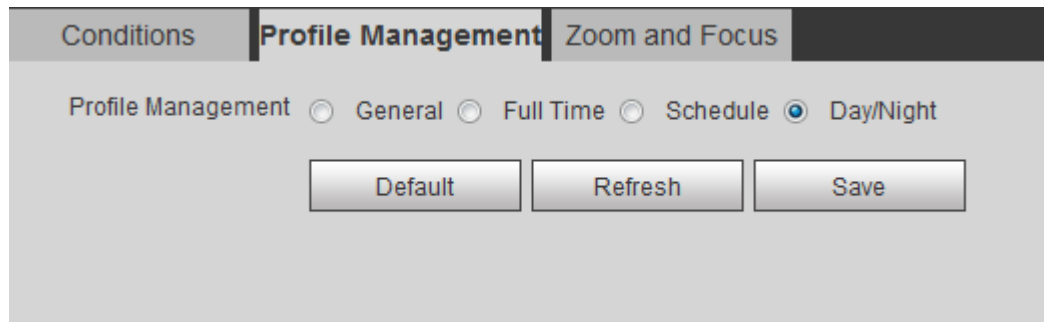 Conditions Profile Management Zoom and Focus
Profile Management General Full Time Schedule Day/Night
Default Refresh Save